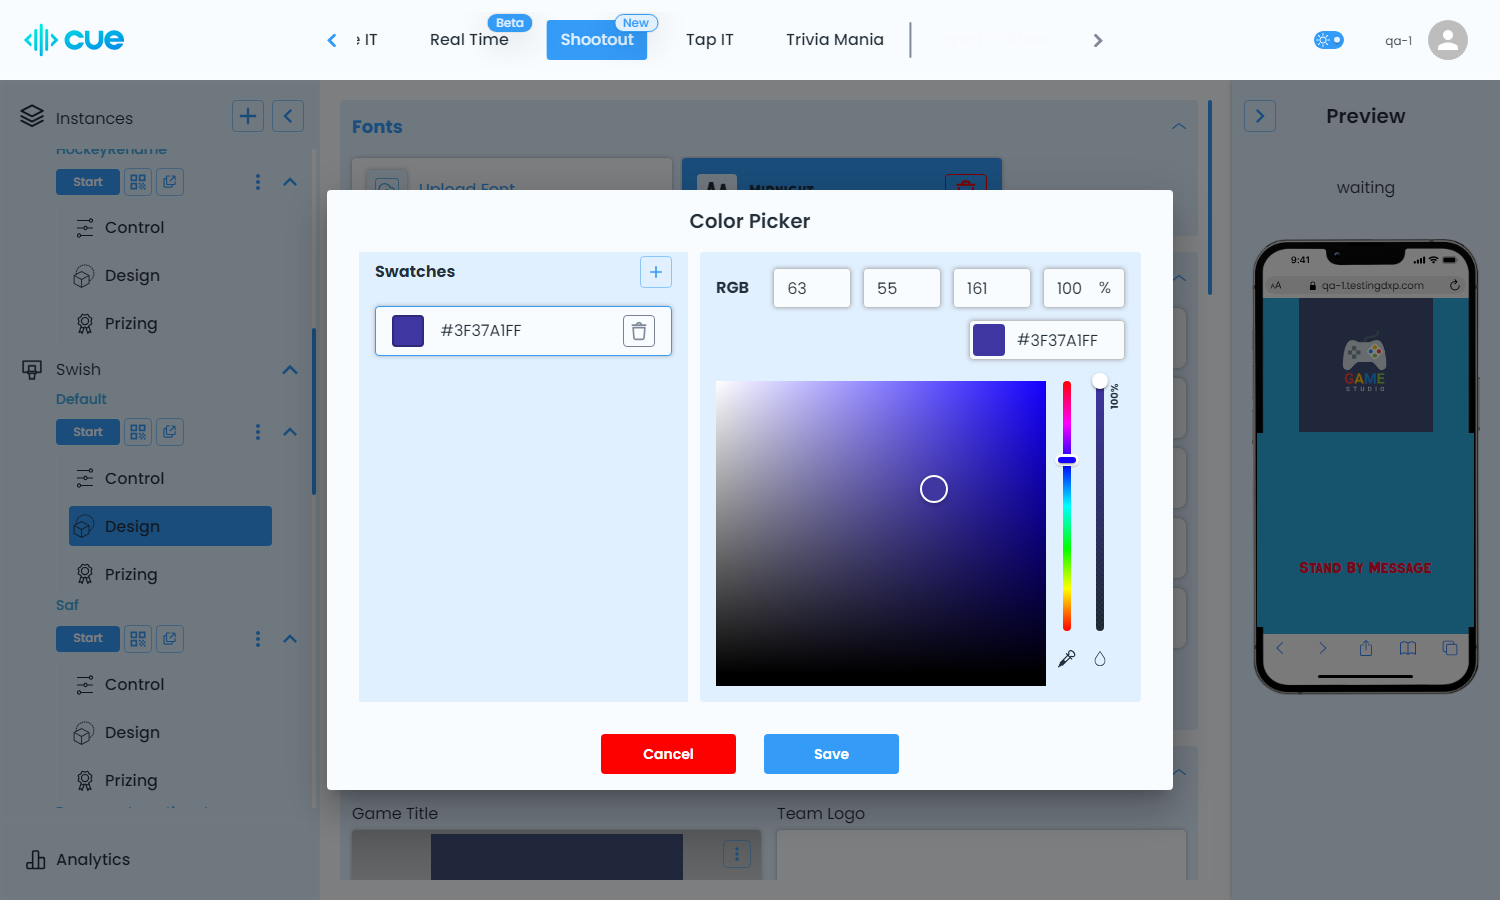 cue
e IT
Real Time
Beta
Shootout
New
Tap IT
Trivia Mania
qa-1
Instances
HockeyRename
Start
Control
Design
Prizing
Swish
Default
Start
Control
Design
Prizing
Saf
Start
Control
Design
Prizing
Analytics
Fonts
Upload Font
AA
Midnight
Color Picker
Swatches
#3F37A1FF
RGB
63
55
161
100 %
#3F37A1FF
100%
Cancel
Save
Game Title
Team Logo
Preview
waiting
9:41
AA
qa-1.testingdxp.com
GAME
STUDIO
Stand By Message